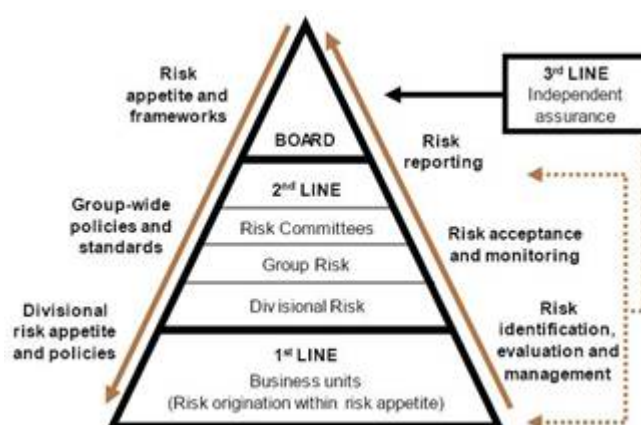 Risk
appetite and
frameworks
Group-wide
policies and
standards
Divisional
risk appetite
and policies
BOARD
2nd LINE
Risk Committees
Group Risk
Divisional Risk
1st LINE
Business units
(Risk origination within risk appetite)
Risk
reporting
Risk acceptance
and monitoring
Risk
identification,
evaluation and
management
3rd LINE
Independent
assurance